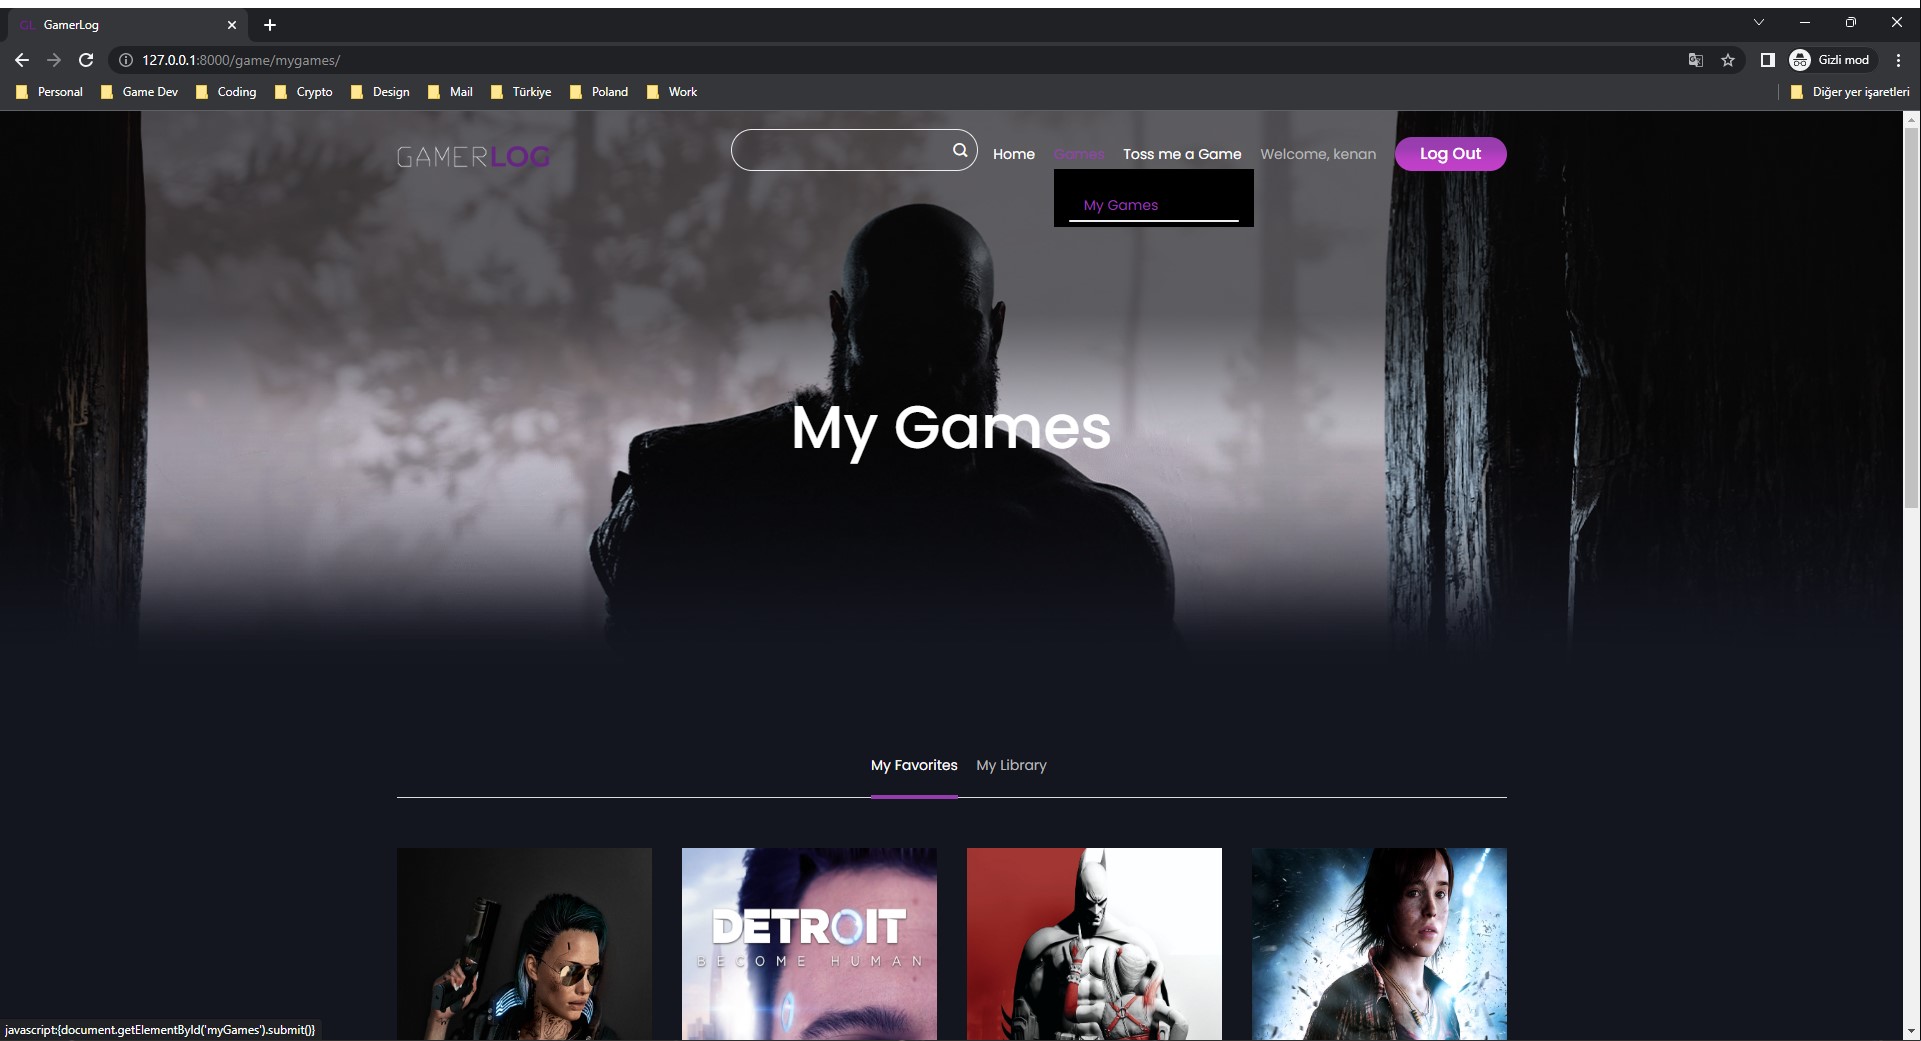 GL GamerLog
127.0.0.1:8000/game/mygames/
Gizli mod
Personal Game Dev Coding Crypto Design Mail Türkiye Poland Work Diğer yer işaretleri
GAMERLOG Home Games Toss me a Game Welcome, kenan Log Out
My Games
My Games
My Favorites My Library
DETROIT
BECOME HUMAN
javascript:{document.getElementById('myGames').submit()}